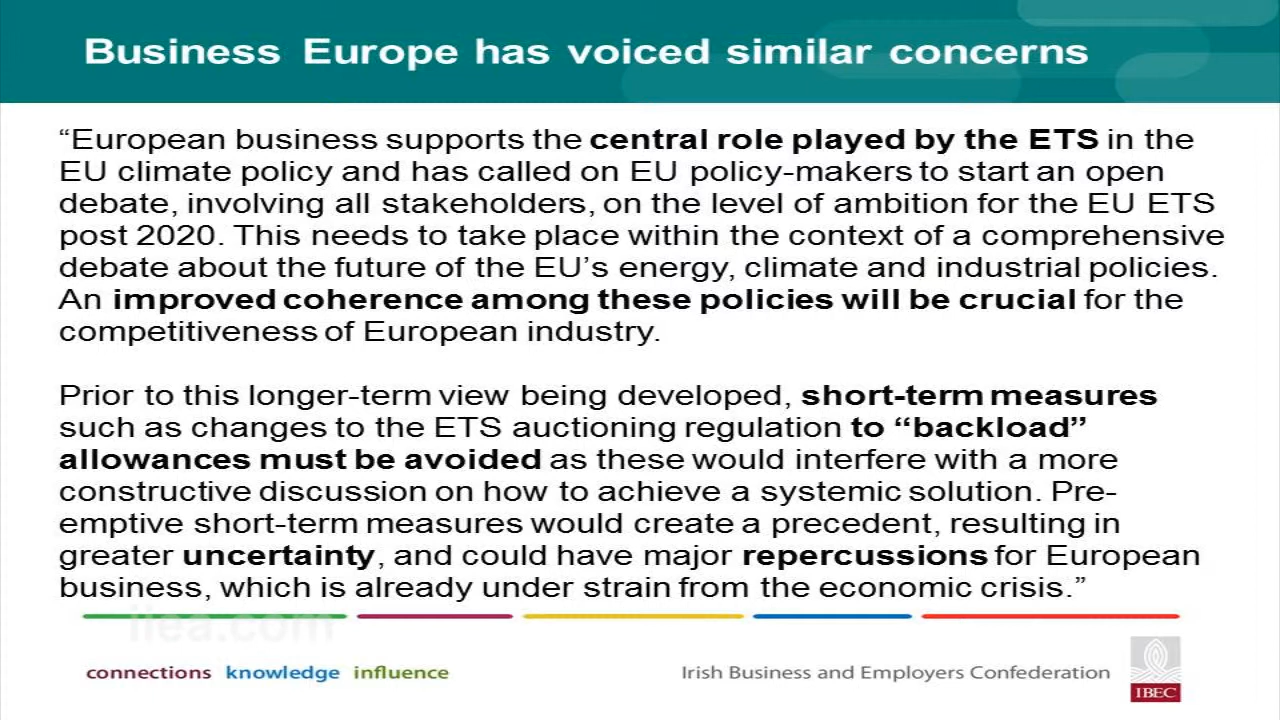 Business Europe has voiced similar concerns
“European business supports the central role played by the ETS in the
EU climate policy and has called on EU policy-makers to start an open
debate, involving all stakeholders, on the level of ambition for the EU ETS
post 2020. This needs to take place within the context of a comprehensive
debate about the future of the EU’s energy, climate and industrial policies.
An improved coherence among these policies will be crucial for the
competitiveness of European industry.
Prior to this longer-term view being developed, short-term measures
such as changes to the ETS auctioning regulation to “backload”
allowances must be avoided as these would interfere with a more
constructive discussion on how to achieve a systemic solution. Pre-
emptive short-term measures would create a precedent, resulting in
greater uncertainty, and could have major repercussions for European
business, which is already under strain from the economic crisis.”
iiea.com
connections knowledge influence
Irish Business and Employers Confederation
IBEC